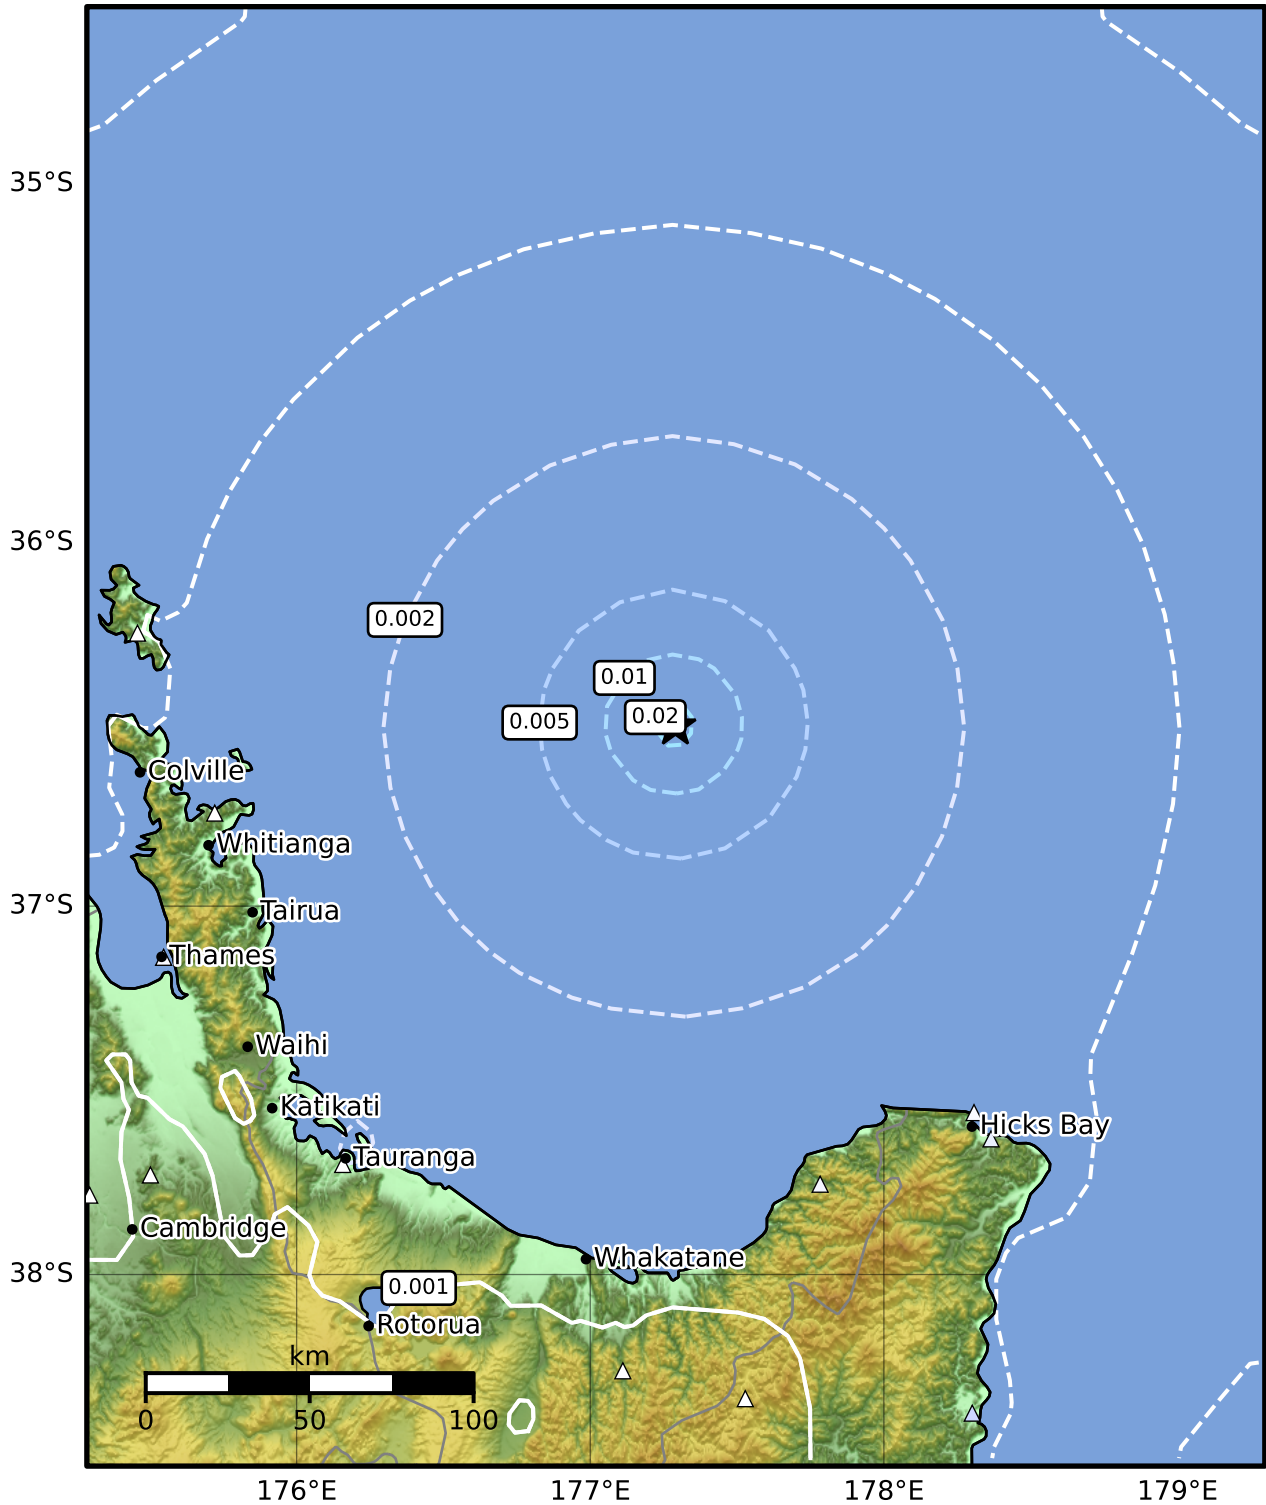 35°S
36°S
0.002
0.01
0.02
0.005
Colville
Whitianga
37°S
Tairua
Thames
Waihi
Katikati
Hicks Bay
Tauranga
Cambridge
Whakatane
38°S
0.001
Rotorua
km
0 50 100
176°E 177°E 178°E 179°E